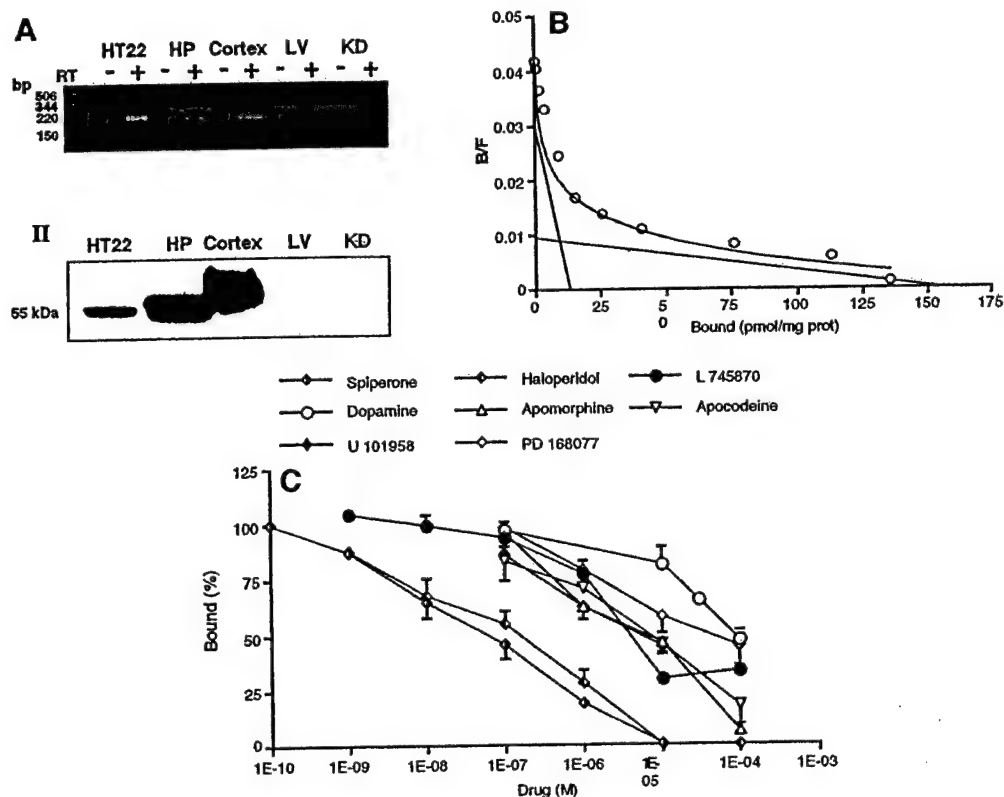 A
HT22 HP Cortex LV KD
RT - + - + - + - + - +
bp
506
344
220
150
II
HT22 HP Cortex LV KD
55 kDa
B
0.05
0.04
0.03
0.02
0.01
0
B/F
0 25 5 0 75 100 125 150 175
Bound (pmol/mg prot)
Spiperone Haloperidol L 745870
Dopamine Apomorphine Apocodeine
U 101958 PD 168077
C
125
100
75
50
25
0
Bound (%)
1E-10 1E-09 1E-08 1E-07 1E-06 1E- 05 1E-04 1E-03
Drug (M)